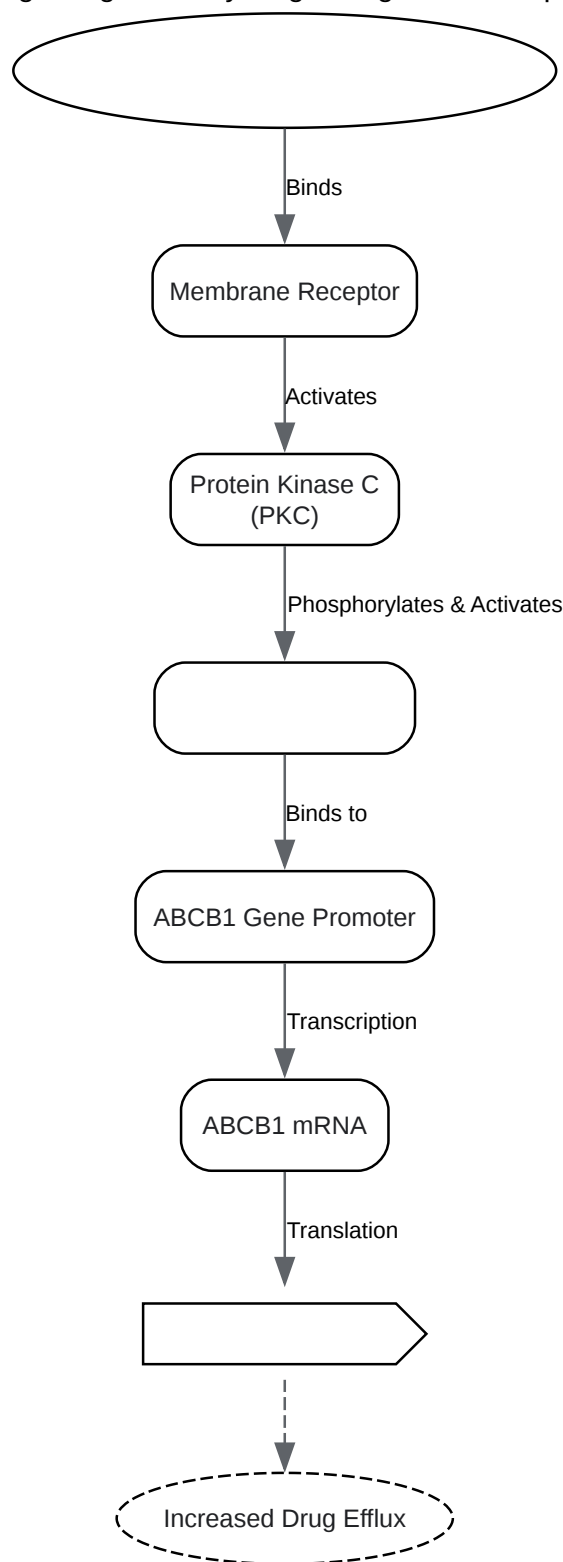 Binds
Membrane Receptor
Activates
Protein Kinase C
(PKC)
Phosphorylates & Activates
Binds to
ABCB1 Gene Promoter
Transcription
ABCB1 mRNA
Translation
Increased Drug Efflux